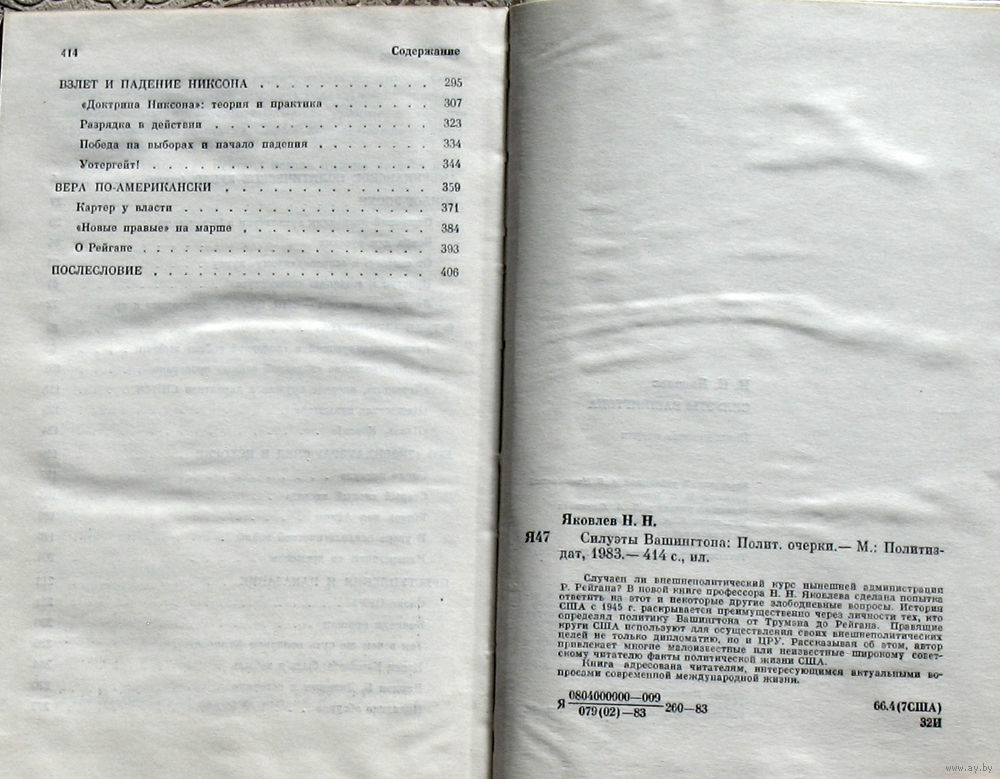 414 Содержание
ВЗЛЕТ И ПАДЕНИЕ НИКСОНА . . . . . . . . . . . . 295
«Доктрина Никсона»: теория и практика . . . . . . . 307
Разрядка в действии . . . . . . . . . . . . . . . 323
Победа на выборах и начало падения . . . . . . . . 334
Уотергейт! . . . . . . . . . . . . . . . . . . . 344
ВЕРА ПО-АМЕРИКАНСКИ . . . . . . . . . . . . . . 359
Картер у власти . . . . . . . . . . . . . . . . . 371
«Новые правые» на марше . . . . . . . . . . . . . 384
О Рейгане . . . . . . . . . . . . . . . . . . . 393
ПОСЛЕСЛОВИЕ . . . . . . . . . . . . . . . . . . 406
Яковлев Н. Н.
Я47 Силуэты Вашингтона: Полит. очерки.— М.: Политиз-
дат, 1983.— 414 с., ил.
Случаен ли внешнеполитический курс нынешней администрации
Р. Рейгана? В новой книге профессора Н. Н. Яковлева сделана попытка
ответить на этот и некоторые другие злободневные вопросы. История
США с 1945 г. раскрывается преимущественно через личности тех, кто
определял политику Вашингтона от Трумэна до Рейгана. Правящие
круги США используют для осуществления своих внешнеполитических
целей не только дипломатию, но и ЦРУ. Рассказывая об этом, автор
привлекает многие малоизвестные или неизвестные широкому совет-
скому читателю факты политической жизни США.
Книга адресована читателям, интересующимся актуальными во-
просами современной международной жизни.
Я 0804000000—009
079(02)—83 260—83
66.4(7США)
32И
www.ay.by